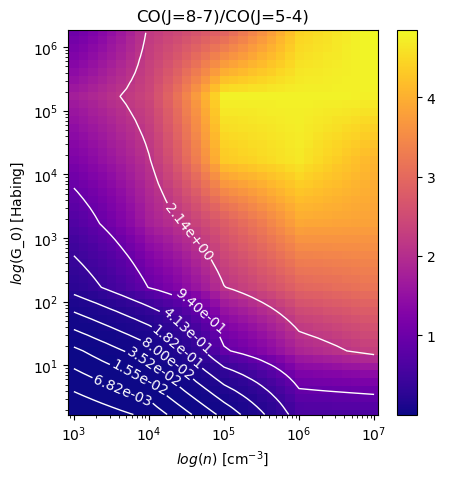 CO(J=8-7)/CO(J=5-4)
10^6
10^5
10^4
10^3
10^2
10^1
log(G_0) [Habing]
2.14e+00
9.40e-01
4.13e-01
1.82e-01
8.00e-02
3.52e-02
1.55e-02
6.82e-03
4
3
2
1
10^3 10^4 10^5 10^6 10^7
log(n) [cm^−3]